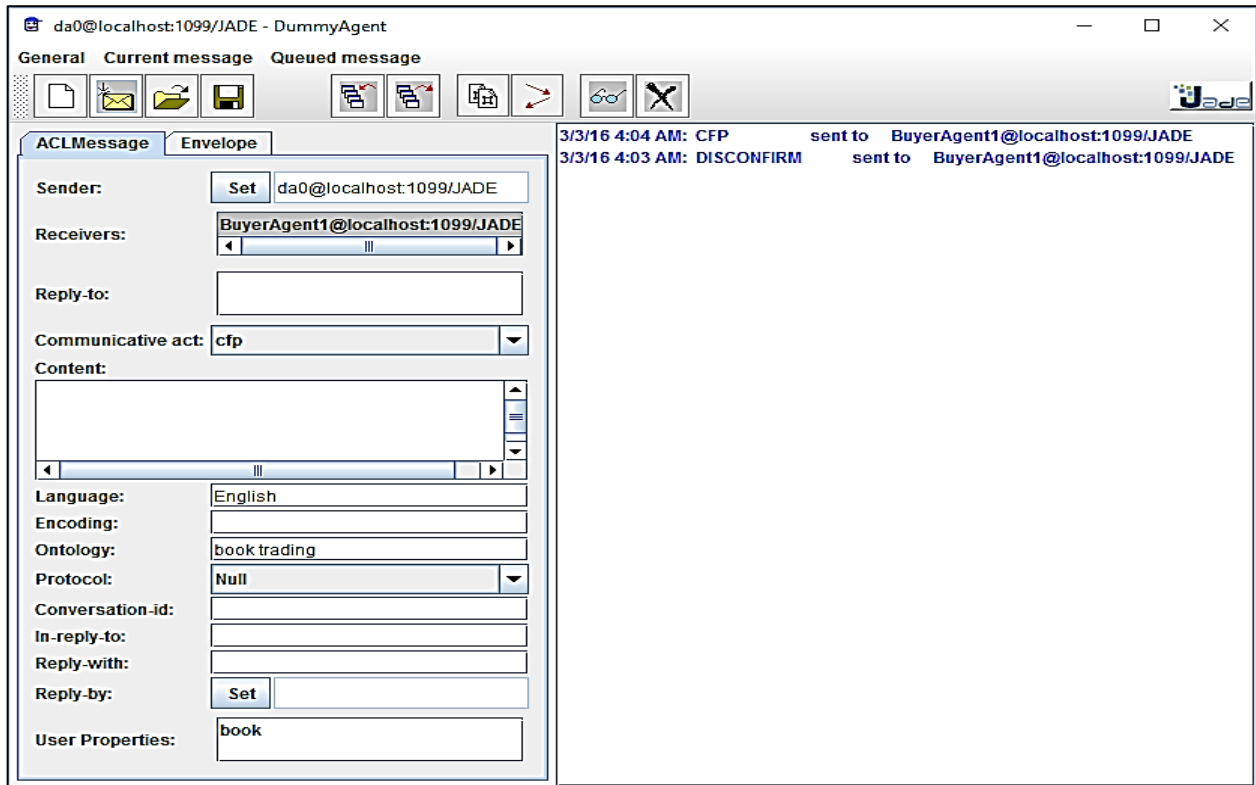 da0@localhost:1099/JADE - DummyAgent
General Current message Queued message
Jade
ACLMessage Envelope
Sender: Set da0@localhost:1099/JADE
Receivers: BuyerAgent1@localhost:1099/JADE
Reply-to:
Communicative act: cfp
Content:
Language: English
Encoding:
Ontology: book trading
Protocol: Null
Conversation-id:
In-reply-to:
Reply-with:
Reply-by: Set
User Properties: book
3/3/16 4:04 AM: CFP sent to BuyerAgent1@localhost:1099/JADE
3/3/16 4:03 AM: DISCONFIRM sent to BuyerAgent1@localhost:1099/JADE